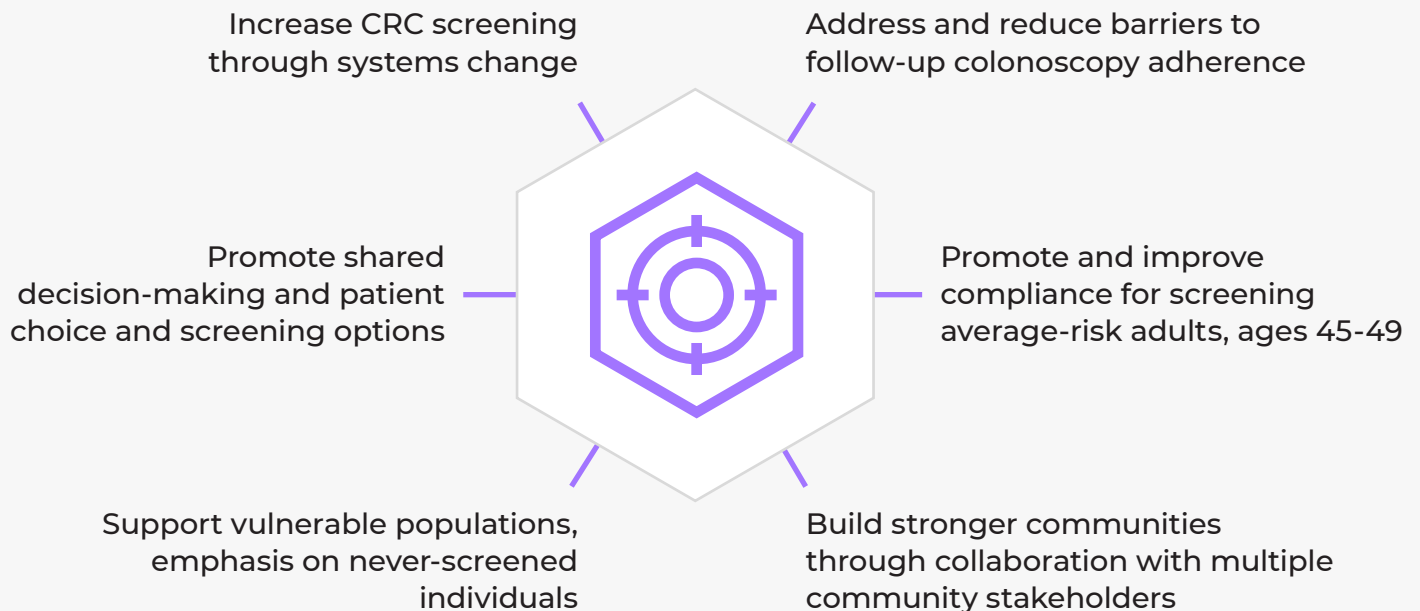 Increase CRC screening
through systems change
Address and reduce barriers to
follow-up colonoscopy adherence
Promote shared
decision-making and patient
choice and screening options
Promote and improve
compliance for screening
average-risk adults, ages 45-49
Support vulnerable populations,
emphasis on never-screened
individuals
Build stronger communities
through collaboration with multiple
community stakeholders